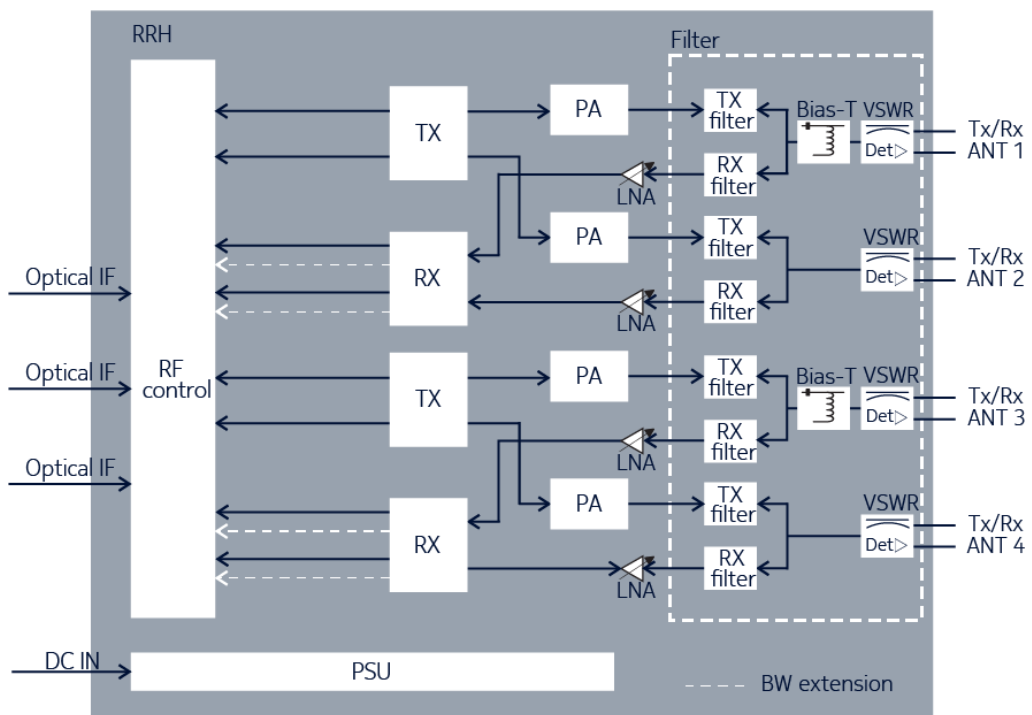 RRH
Filter
TX
PA
TX
filter
Bias-T
VSWR
Det
Tx/Rx
ANT 1
RX
filter
LNA
PA
TX
filter
VSWR
Det
Tx/Rx
ANT 2
RX
Optical IF
RX
filter
LNA
RF
control
Optical IF
TX
PA
TX
filter
Bias-T
VSWR
Det
Tx/Rx
ANT 3
RX
filter
LNA
Optical IF
PA
TX
filter
VSWR
Det
Tx/Rx
ANT 4
RX
RX
filter
LNA
DC IN
PSU
BW extension